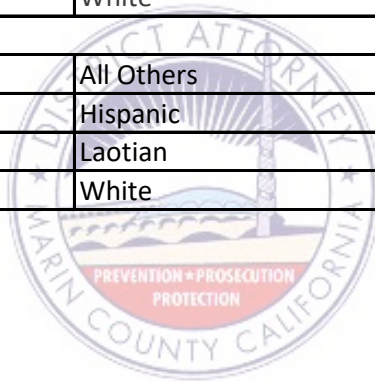 White
All Others
Hispanic
Laotian
White
DISTRICT ATTORNEY
PREVENTION★PROSECUTION
PROTECTION
MARIN COUNTY CALIFORNIA